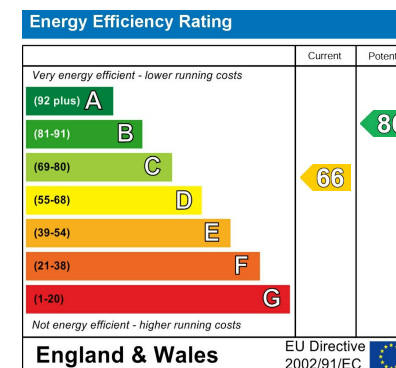 Energy Efficiency Rating
Current
Very energy efficient - lower running costs
(92 plus) A
(81-91) B
(69-80) C
66
(55-68) D
(39-54) E
(21-38) F
(1-20) G
Not energy efficient - higher running costs
England & Wales
EU Directive
2002/91/EC